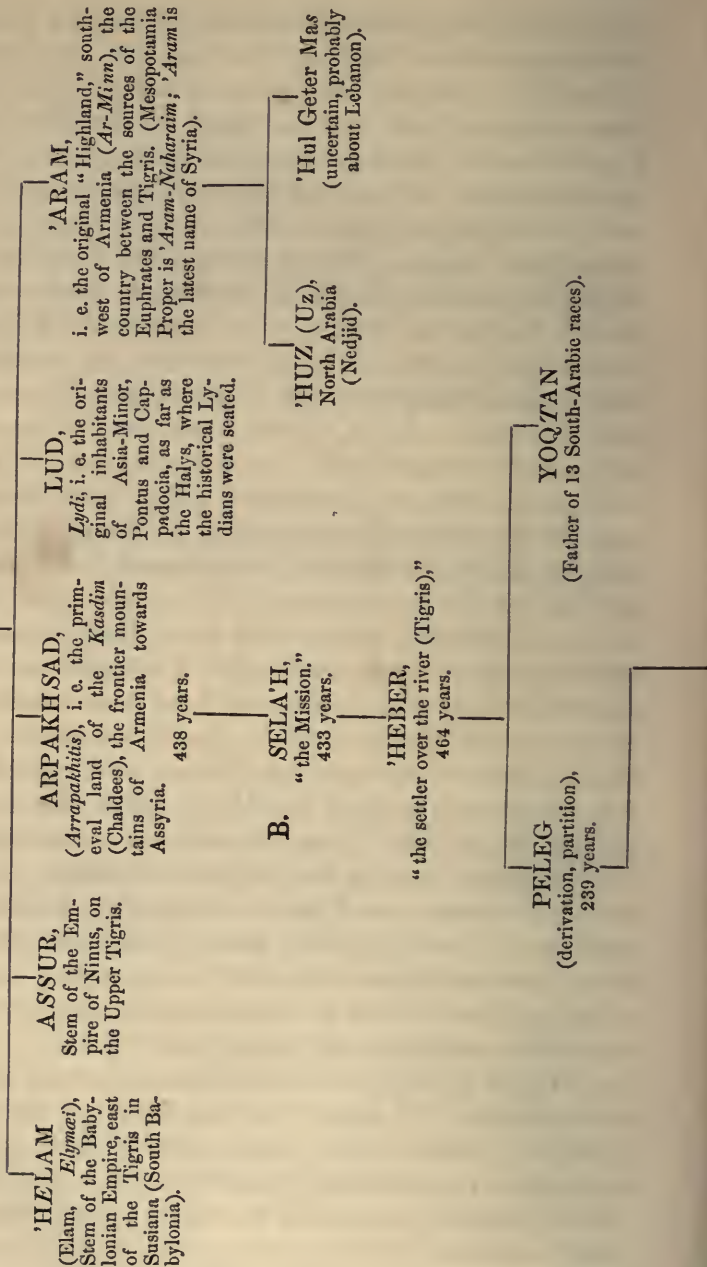 'HELAM
(Elam, Elymæi),
Stem of the Baby-
lonian Empire, east
of the Tigris in
Susiana (South Ba-
bylonia).
ASSUR,
Stem of the Em-
pire of Ninus, on
the Upper Tigris.
ARPAKHSAD,
(Arrapakhitis), i. e. the prim-
eval land of the Kasdim
(Chaldees), the frontier moun-
tains of Armenia towards
Assyria.
438 years.
LUD,
Lydi, i. e. the ori-
ginal inhabitants
of Asia-Minor,
Pontus and Cap-
padocia, as far as
the Halys, where
the historical Ly-
dians were seated.
'ARAM,
i. e. the original "Highland," south-
west of Armenia (Ar-Minn), the
country between the sources of the
Euphrates and Tigris. (Mesopotamia
Proper is 'Aram-Naharaim; 'Aram is
the latest name of Syria).
B. SELA'H,
"the Mission."
433 years.
'HUZ (Uz),
North Arabia
(Nedjid).
'Hul Geter Mas
(uncertain, probably
about Lebanon).
'HEBER,
"the settler over the river (Tigris),"
464 years.
PELEG
(derivation, partition),
239 years.
YOQTAN
(Father of 13 South-Arabic races).